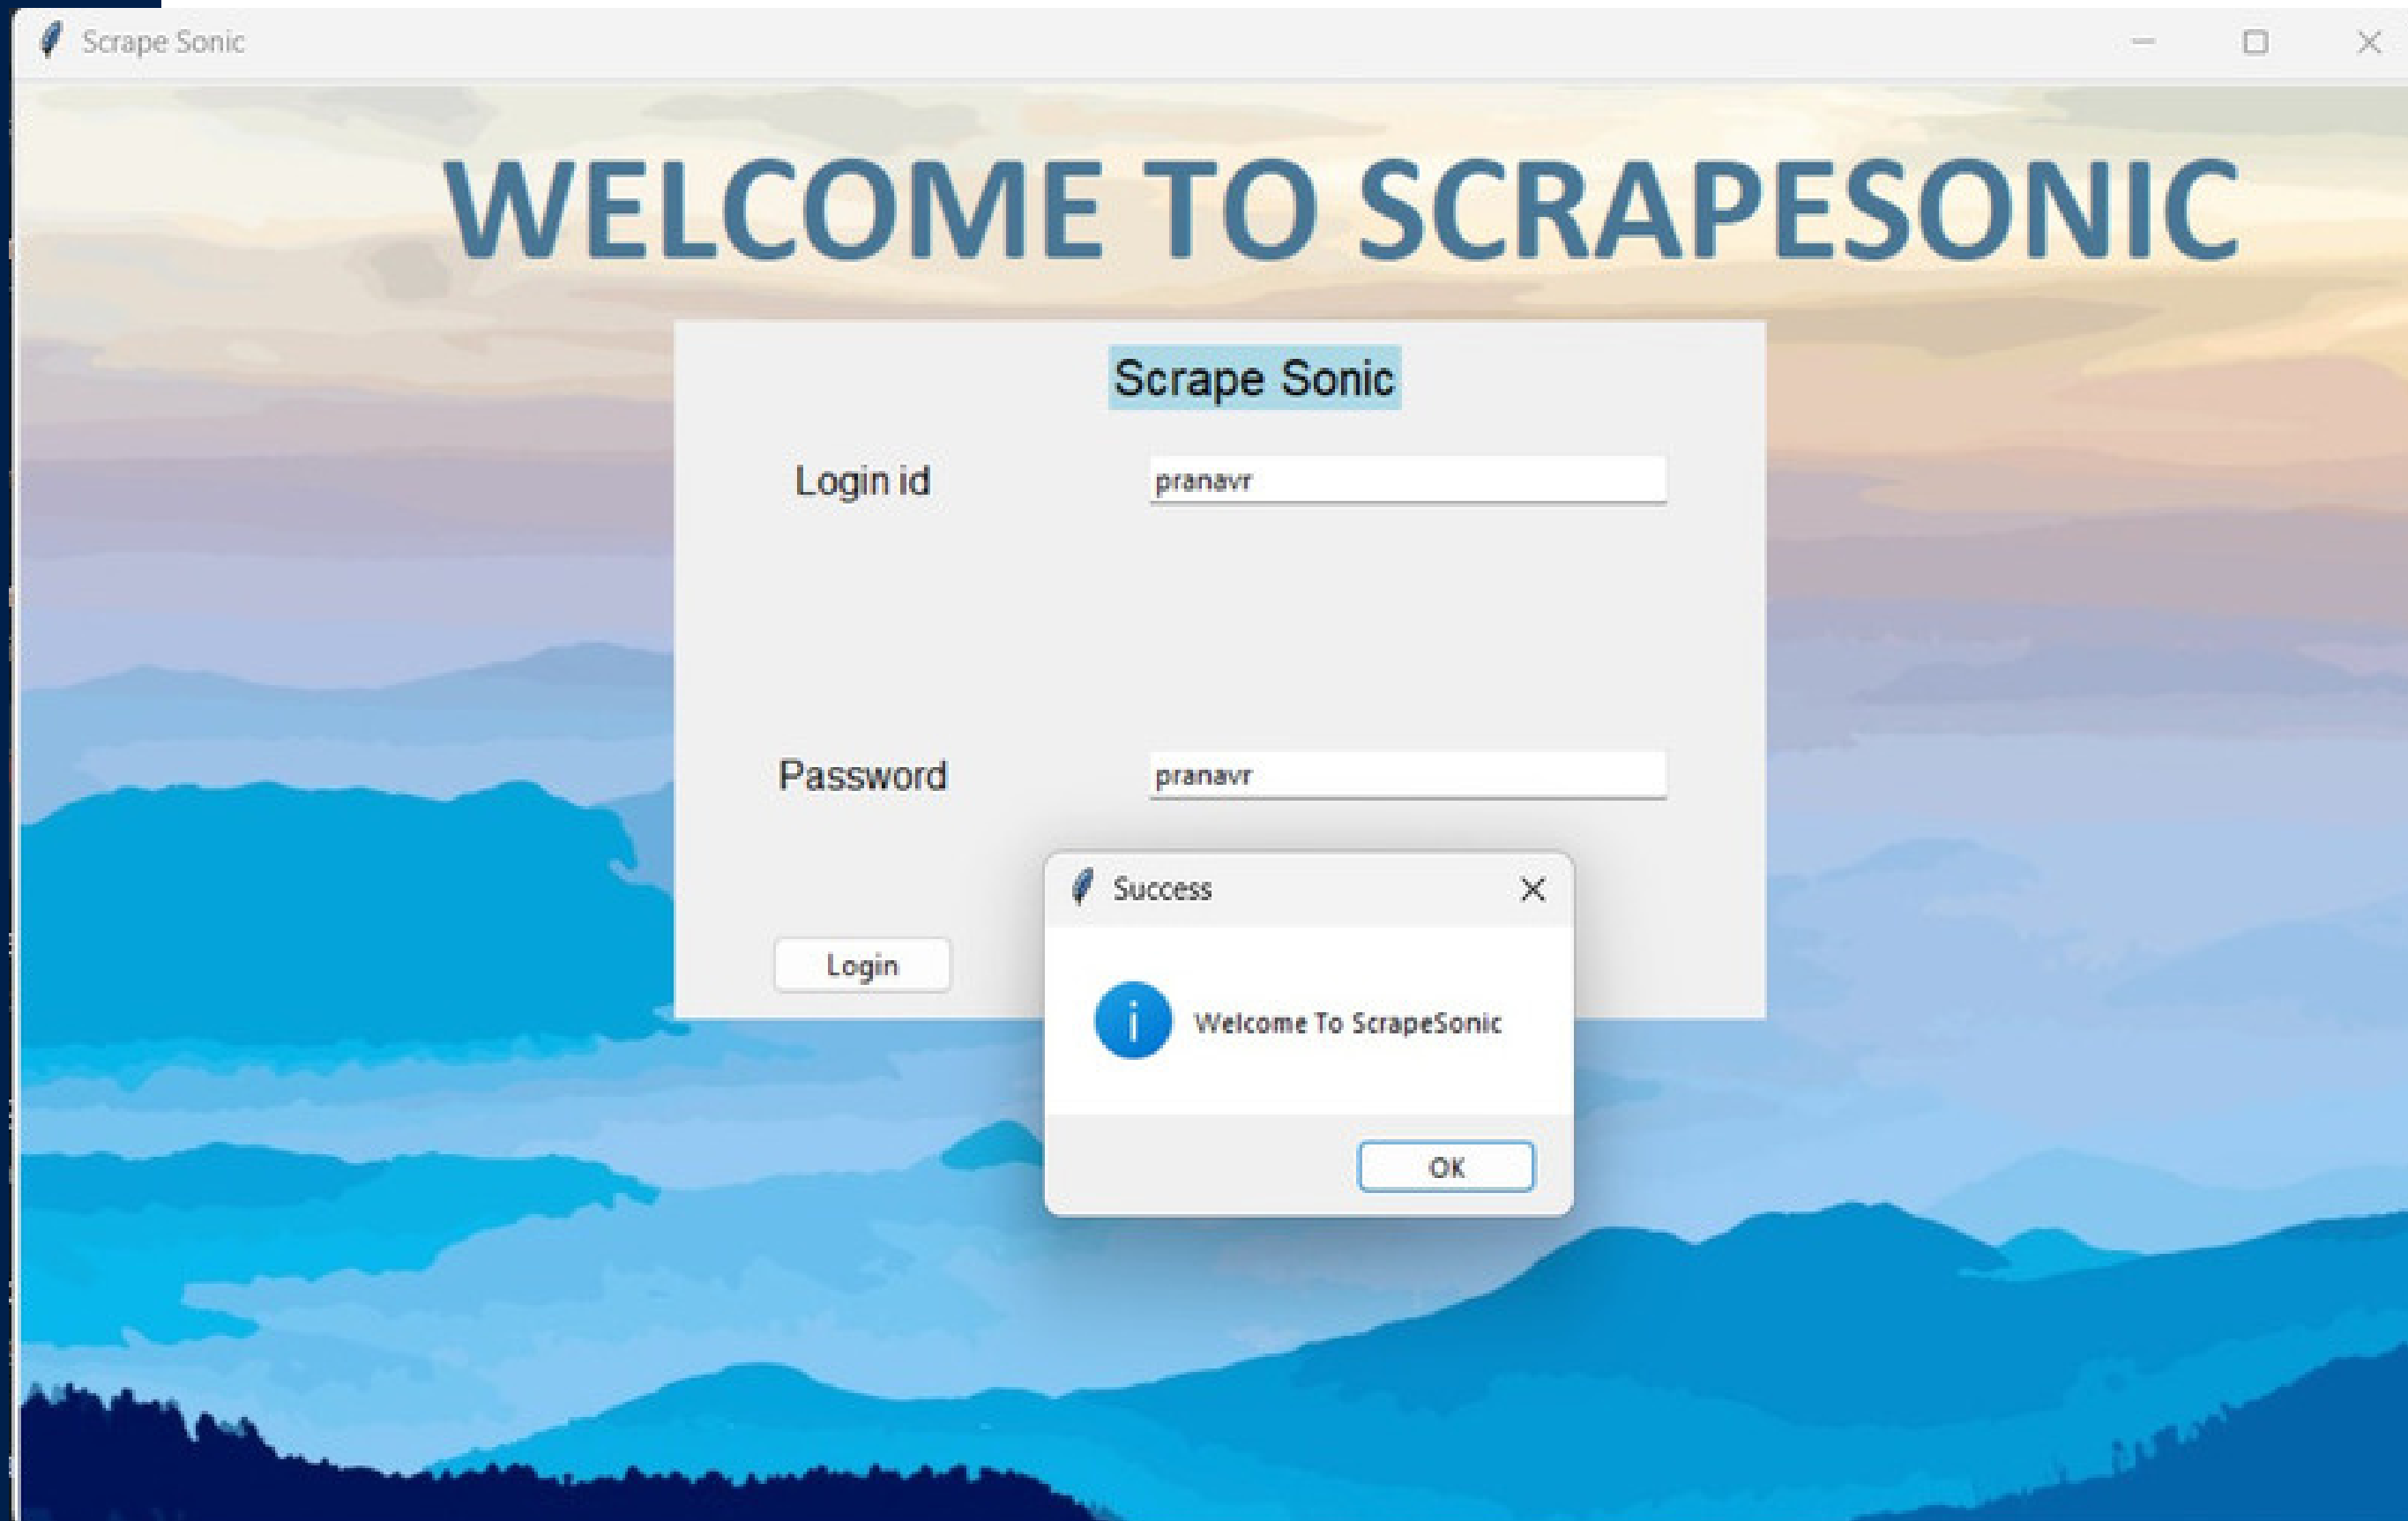 Scrape Sonic
WELCOME TO SCRAPESONIC
Scrape Sonic
Login id pranavr
Password pranavr
Success
Login
Welcome To ScrapeSonic
OK